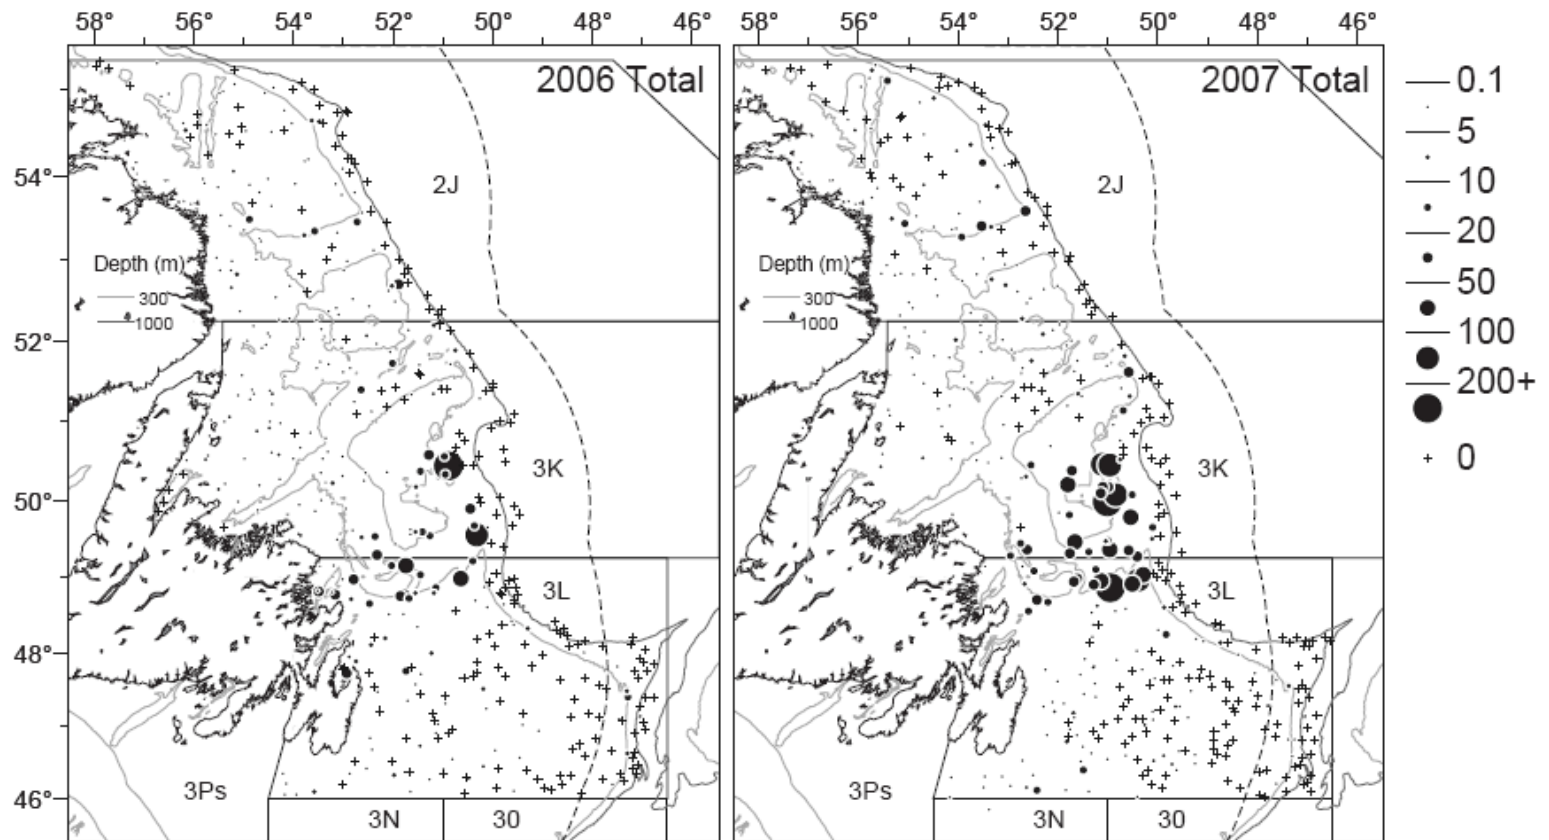 58° 56° 54° 52° 50° 48° 46° 58° 56° 54° 52° 50° 48° 46°
2006 Total
2007 Total
0.1
5
10
20
50
100
200+
0
54°
52°
50°
48°
46°
2J
Depth (m)
300
1000
3K
3L
3Ps
3N
30
2J
Depth (m)
300
1000
3K
3L
3Ps
3N
30